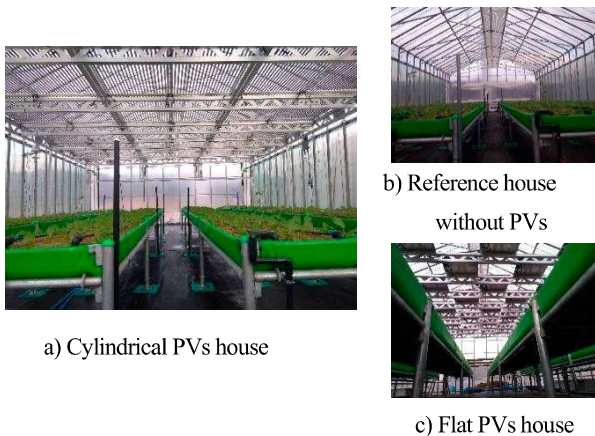 a) Cylindrical PVs house
b) Reference house
without PVs
c) Flat PVs house